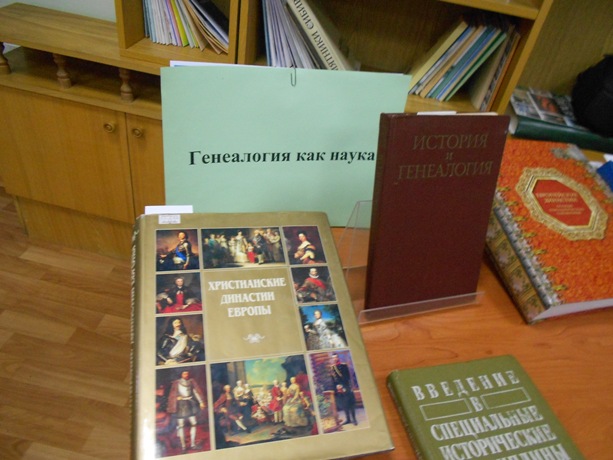 Генеалогия как наука
ИСТОРИЯ
и
ГЕНЕАЛОГИЯ
ХРИСТИАНСКИЕ
ДИНАСТИИ
ЕВРОПЫ
ВВЕДЕНИЕ
В
СПЕЦИАЛЬНЫЕ
ИСТОРИЧЕСКИЕ